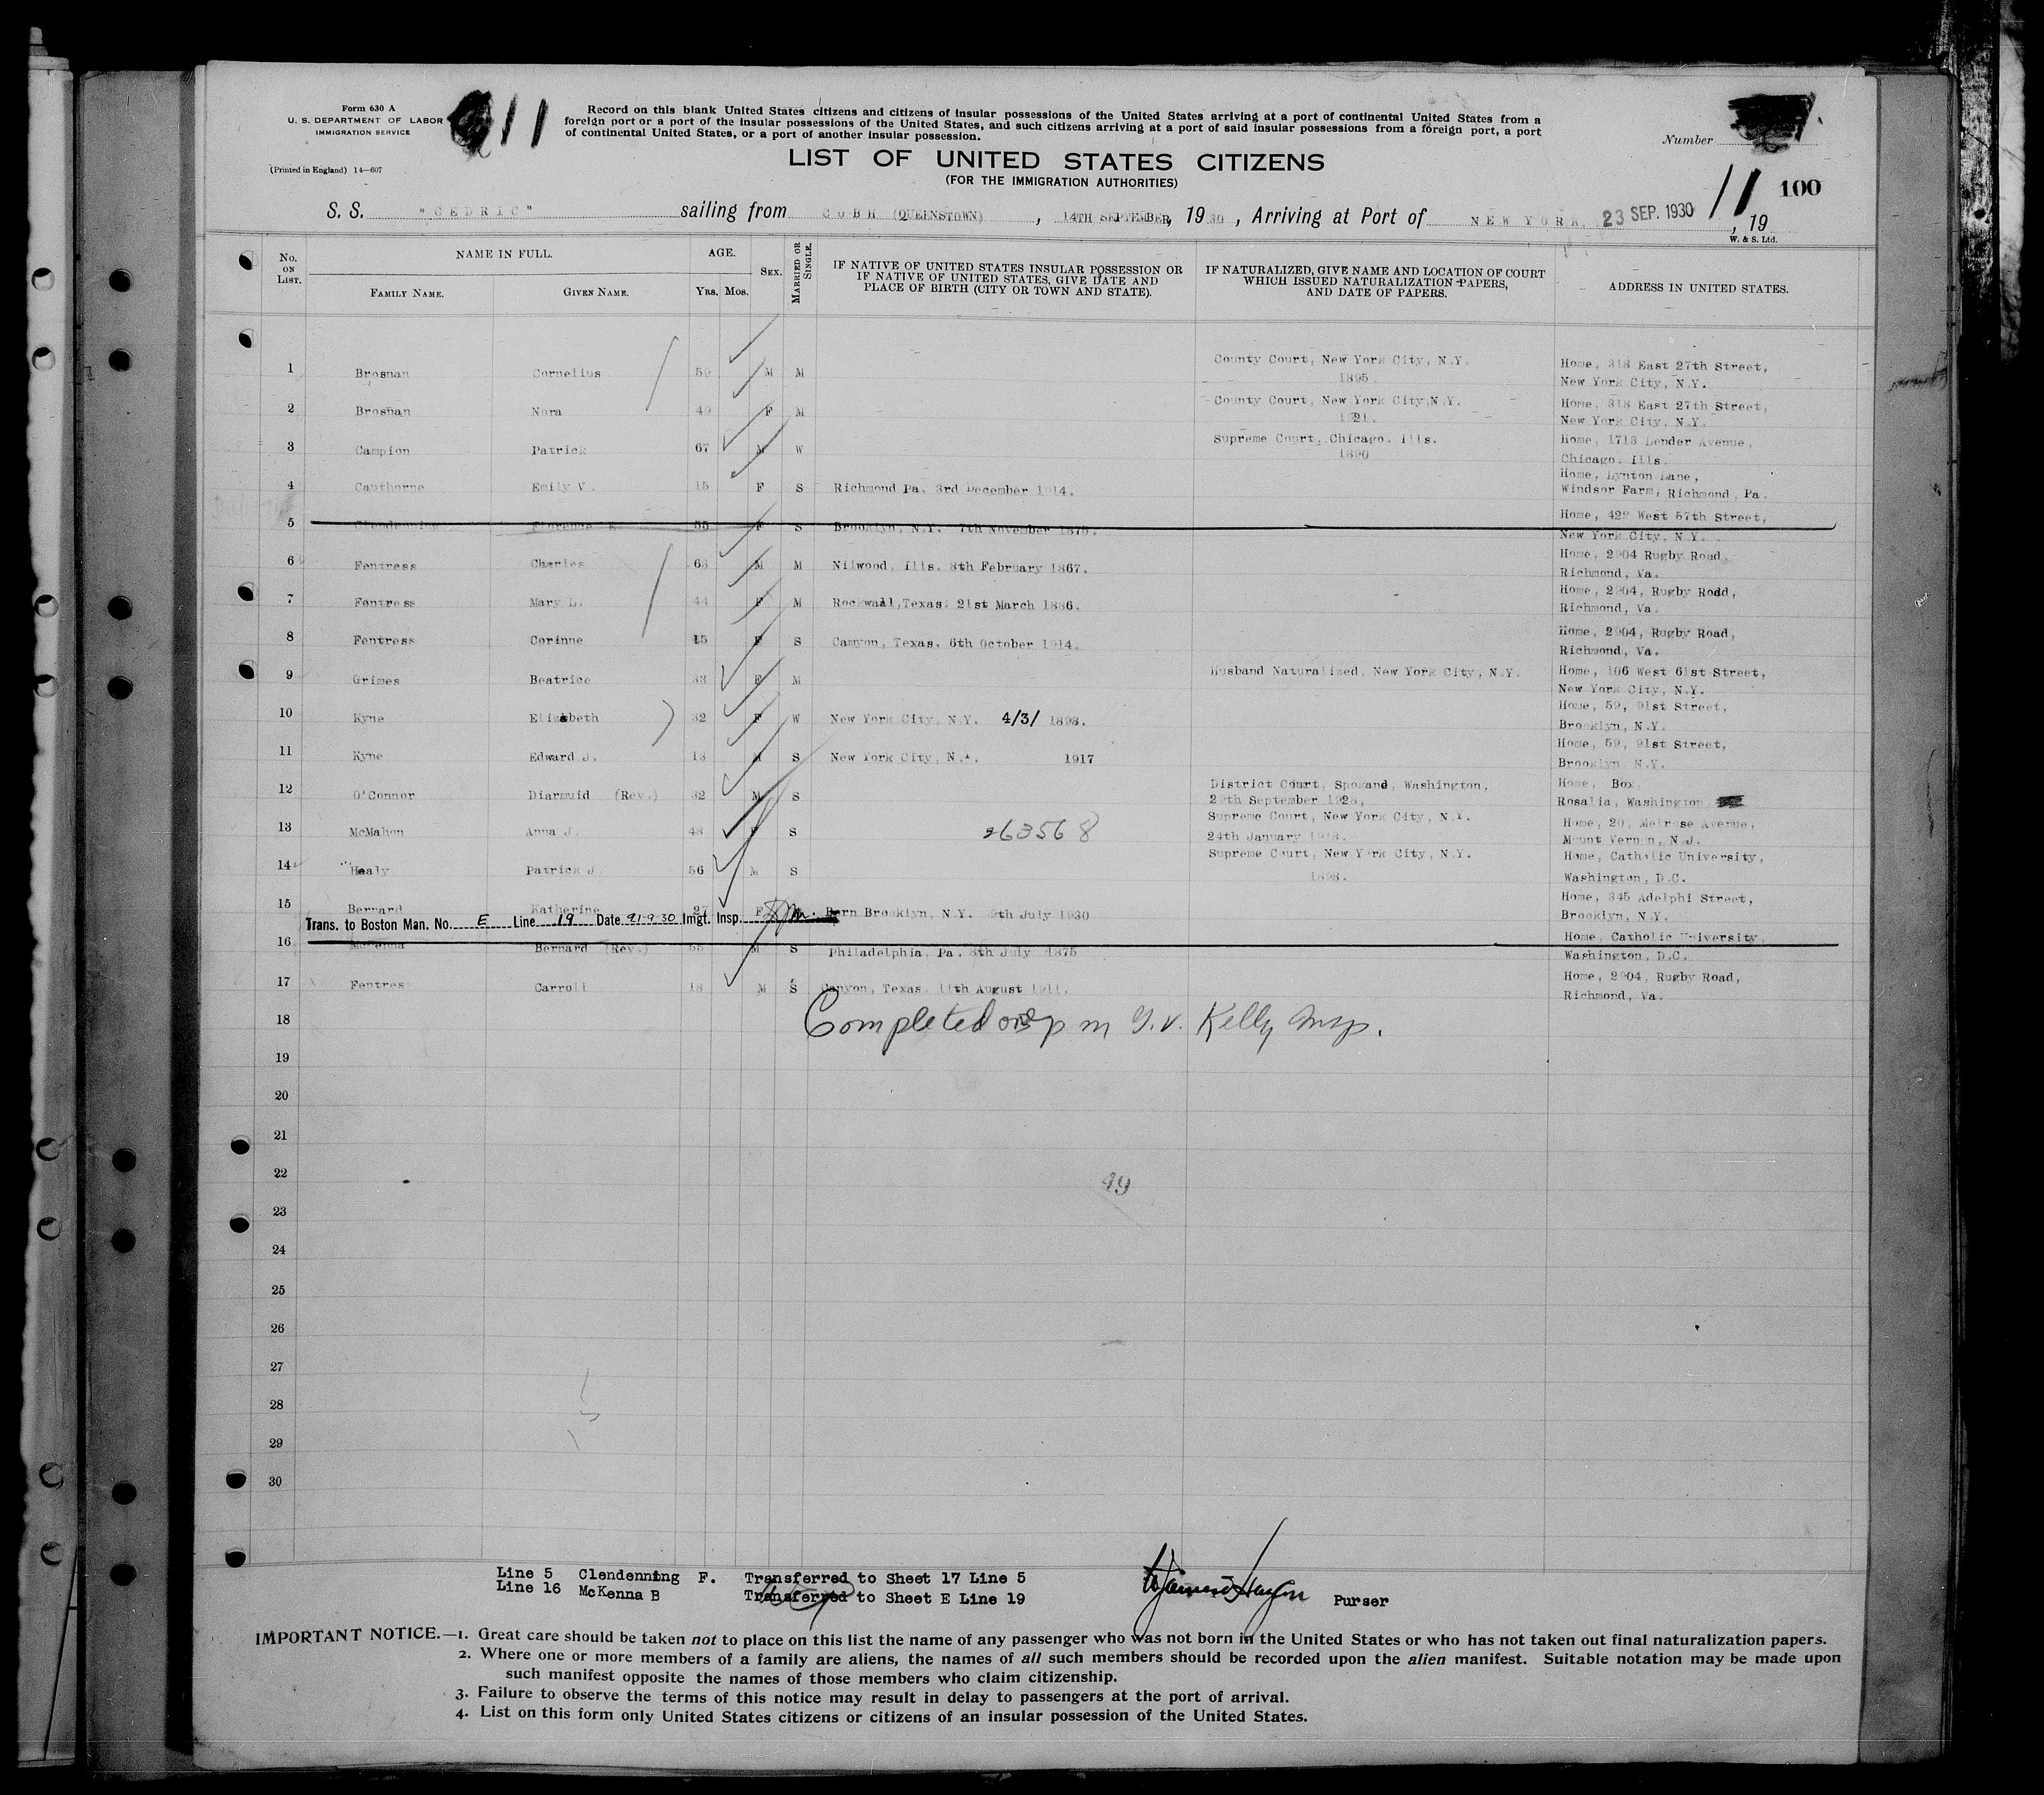 Form 630 A
U. S. DEPARTMENT OF LABOR
IMMIGRATION SERVICE
(Printed in England) 14—607
11
Record on this blank United States citizens and citizens of insular possessions of the United States arriving at a port of continental United States from a
foreign port or a port of the insular possessions of the United States, and such citizens arriving at a port of said insular possessions from a foreign port, a port
of continental United States, or a port of another insular possession.
Number
LIST OF UNITED STATES CITIZENS
(FOR THE IMMIGRATION AUTHORITIES)
11 100
S. S. "CEDRIC" sailing from COBH (QUEENSTOWN), 14TH SEPTEMBER, 1930, Arriving at Port of NEW YORK. 23 SEP. 1930, 19
W. & S. Ltd.
No. ON LIST. NAME IN FULL. AGE. SEX. MARRIED OR SINGLE. IF NATIVE OF UNITED STATES INSULAR POSSESSION OR IF NATIVE OF UNITED STATES, GIVE DATE AND PLACE OF BIRTH (CITY OR TOWN AND STATE). IF NATURALIZED, GIVE NAME AND LOCATION OF COURT WHICH ISSUED NATURALIZATION PAPERS, AND DATE OF PAPERS. ADDRESS IN UNITED STATES.
FAMILY NAME. GIVEN NAME. Yrs. Mos.
1 Brosnan Cornelius 59 M M County Court, New York City, N.Y. 1895. Home, 318 East 27th Street, New York City, N.Y.
2 Brosnan Nora 49 F M County Court, New York City, N.Y. 1921. Home, 318 East 27th Street, New York City, N.Y.
3 Campion Patrick 67 M W Supreme Court, Chicago. Ills. 1890 Home, 1713 Lender Avenue, Chicago. Ills.
4 Cauthorne Emily V. 15 F S Richmond Pa. 3rd December 1914. Home, Lynton Lane, Windsor Farm, Richmond Pa.
5 Clendenning Florence E 55 F S Brooklyn, N.Y. 7th November 1875. Home, 422 West 57th Street, New York City, N.Y.
6 Fentress Charles 63 M M Nilwood, Ills. 8th February 1867. Home, 2904 Rugby Road, Richmond, Va.
7 Fentress Mary L. 44 F M Rockwall, Texas. 21st March 1886. Home, 2904, Rugby Road, Richmond, Va.
8 Fentress Corinne 15 F S Camyon, Texas. 6th October 1914. Home, 2904, Rugby Road, Richmond, Va.
9 Grimes Beatrice 33 F M Husband Naturalized, New York City, N.Y. Home, 106 West 61st Street, New York City, N.Y.
10 Kyne Elizabeth 32 F W New York City, N.Y. 4/3/ 1898. Home, 59, 91st Street, Brooklyn, N.Y.
11 Kyne Edward J. 13 M S New York City, N.Y. 1917 Home, 59, 91st Street, Brooklyn N.Y.
12 O'Connor Diarmuid (Rev.) 32 M S District Court, Spokand, Washington, September 1928, Home, Box, Rosalia, Washington
13 McMahon Anna J. 48 F S 263568 Supreme Court, New York City, N.Y. 24th January 1918. Home, 20, Melrose Avenue, Mount Vernon, N.J.
14 Healy Patrick J. 56 M S Supreme Court, New York City, N.Y. 1898. Home, Catholic University, Washington, D.C.
15 Bernard Katherine 27 F Born Brooklyn, N.Y. 9th July 1930 Home, 345 Adelphi Street, Brooklyn, N.Y.
Trans. to Boston Man. No. E Line 19 Date 21-9-30 Imgt. Insp.
16 McKenna Bernard (Rev.) 55 M S Philadelphia, Pa. 8th July 1875 Home, Catholic University, Washington, D.C.
17 Fentress Carroll 18 M S Canyon, Texas. 11th August 1911. Home, 2904, Rugby Road, Richmond, Va.
18 Completed p m Kelly Insp.
19
20
21
22
49
23
24
25
26
27
28
29
30
Line 5 Clendenning F. Transferred to Sheet 17 Line 5
Line 16 McKenna B Transferred to Sheet E Line 19
Purser
IMPORTANT NOTICE.—1. Great care should be taken not to place on this list the name of any passenger who was not born in the United States or who has not taken out final naturalization papers.
2. Where one or more members of a family are aliens, the names of all such members should be recorded upon the alien manifest. Suitable notation may be made upon
such manifest opposite the names of those members who claim citizenship.
3. Failure to observe the terms of this notice may result in delay to passengers at the port of arrival.
4. List on this form only United States citizens or citizens of an insular possession of the United States.